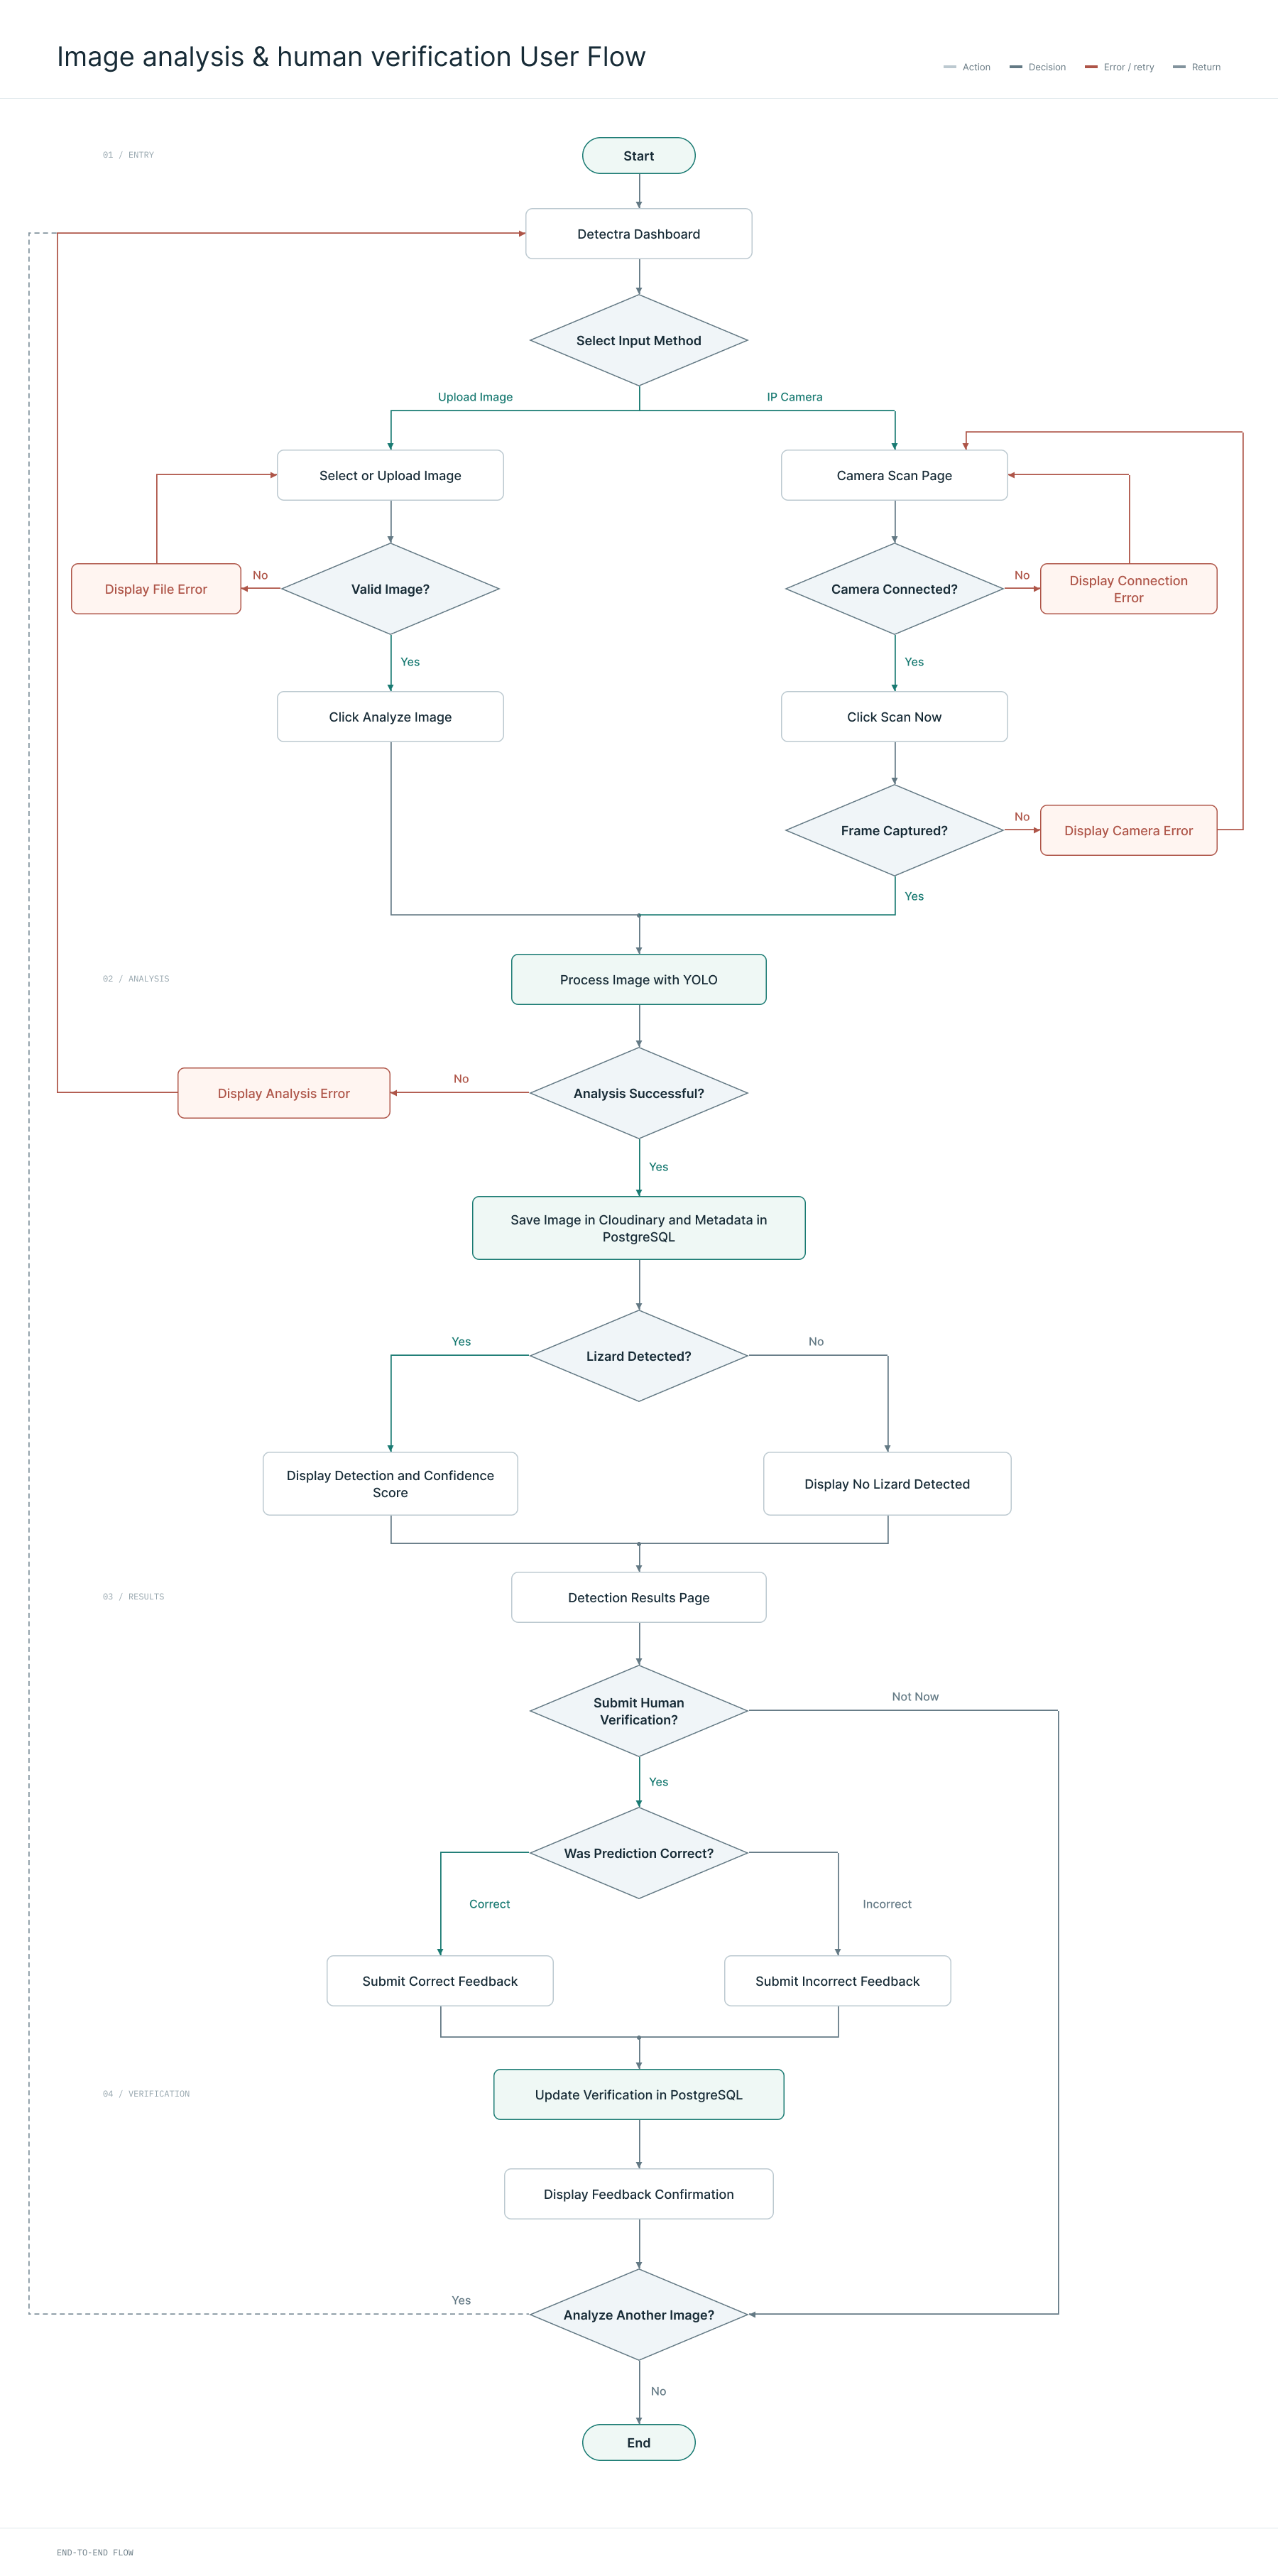 Image analysis & human verification User Flow
Action
Decision
Error / retry
Return
01 / ENTRY
Start
Detectra Dashboard
Select Input Method
Upload Image
IP Camera
Select or Upload Image
Camera Scan Page
Display File Error
No
Valid Image?
Camera Connected?
No
Display Connection
Error
Yes
Yes
Click Analyze Image
Click Scan Now
Frame Captured?
No
Display Camera Error
Yes
02 / ANALYSIS
Process Image with YOLO
Display Analysis Error
No
Analysis Successful?
Yes
Save Image in Cloudinary and Metadata in
PostgreSQL
Yes
Lizard Detected?
No
Display Detection and Confidence
Score
Display No Lizard Detected
03 / RESULTS
Detection Results Page
Submit Human
Verification?
Not Now
Yes
Was Prediction Correct?
Correct
Incorrect
Submit Correct Feedback
Submit Incorrect Feedback
04 / VERIFICATION
Update Verification in PostgreSQL
Display Feedback Confirmation
Yes
Analyze Another Image?
No
End
END-TO-END FLOW